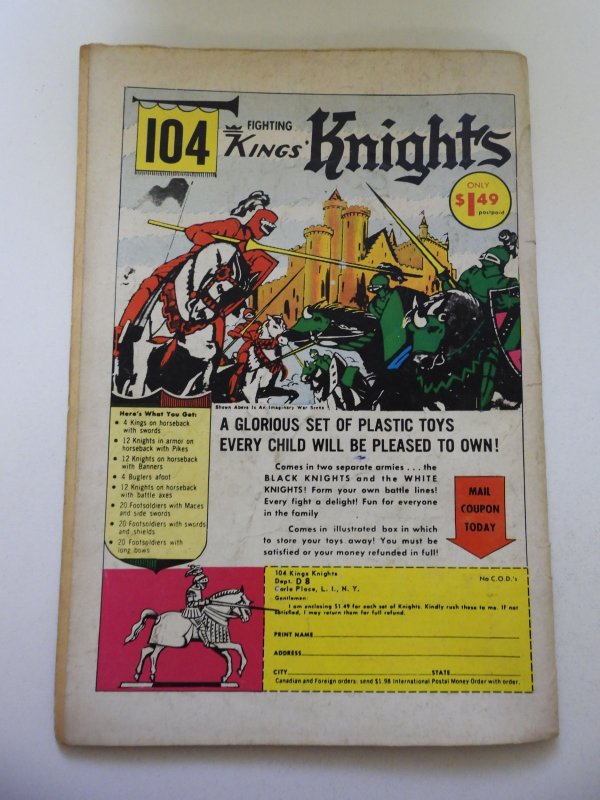 104
FIGHTING
KINGS'
Knights
ONLY
$1.49
postpaid
Shown Above Is An Imaginary War Scene
Here's What You Get:
• 4 Kings on horseback
with swords
• 12 Knights in armor on
horseback with Pikes
• 12 Knights on horseback
with Banners
• 4 Buglers afoot
• 12 Knights on horseback
with battle axes
• 20 Footsoldiers with Maces
and side swords
• 20 Footsoldiers with swords
and shields
• 20 Footsoldiers with
long bows
A GLORIOUS SET OF PLASTIC TOYS
EVERY CHILD WILL BE PLEASED TO OWN!
Comes in two separate armies . . . the
BLACK KNIGHTS and the WHITE
KNIGHTS! Form your own battle lines!
Every fight a delight! Fun for everyone
in the family
Comes in illustrated box in which
to store your toys away! You must be
satisfied or your money refunded in full!
MAIL
COUPON
TODAY
104 Kings Knights
Dept. D 8
Carle Place, L. I., N. Y.
No C.O.D.'s
Gentlemen:
I am enclosing $1.49 for each set of Knights. Kindly rush these to me. If not
satisfied, I may return them for full refund.
PRINT NAME
ADDRESS
CITY STATE
Canadian and Foreign orders: send $1.98 International Postal Money Order with order.